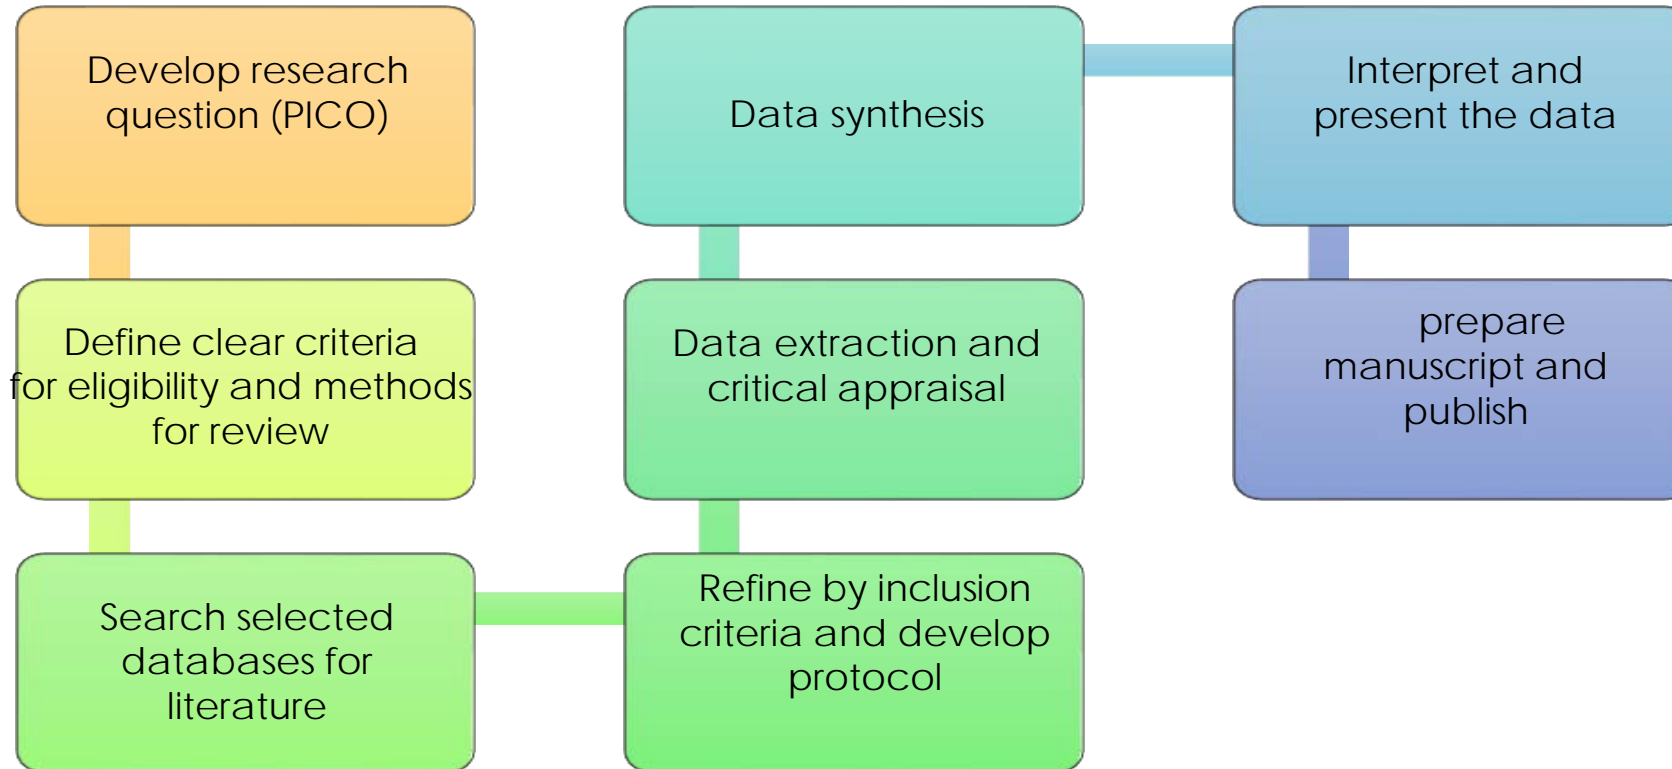 Develop research
question (PICO)
Define clear criteria
for eligibility and methods
for review
Search selected
databases for
literature
Refine by inclusion
criteria and develop
protocol
Data extraction and
critical appraisal
Data synthesis
Interpret and
present the data
prepare
manuscript and
publish